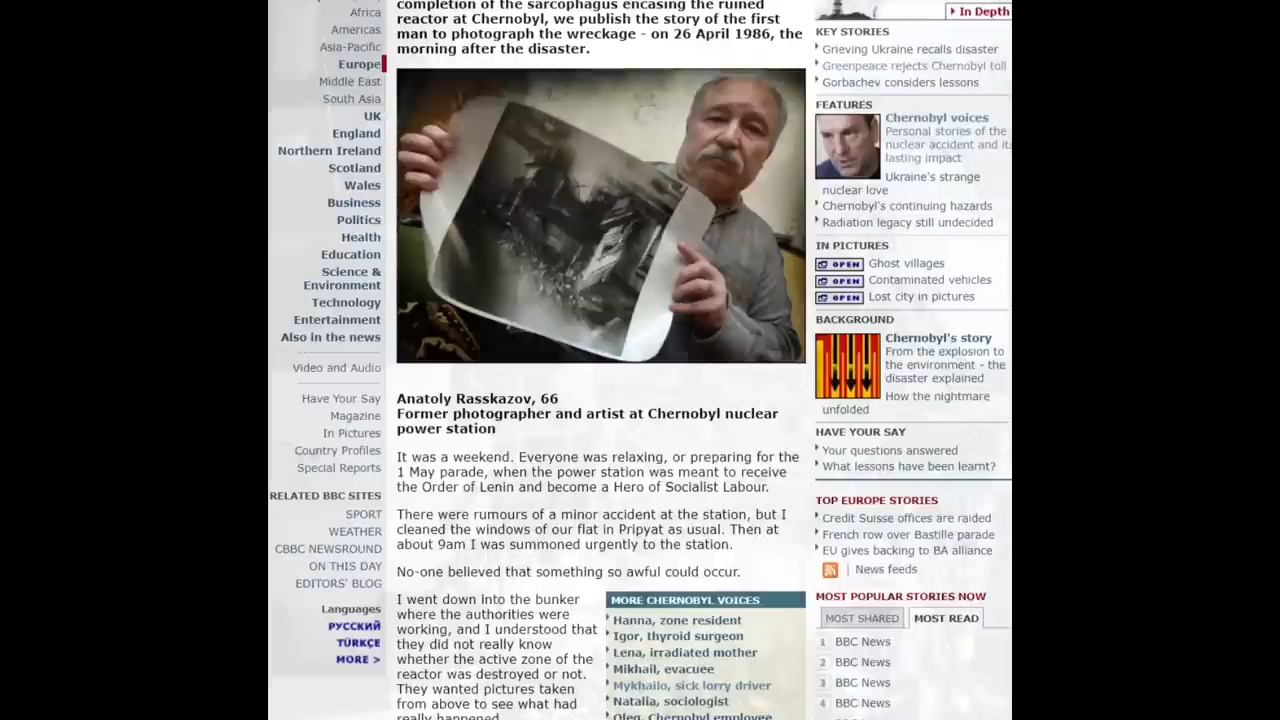 Africa
Americas
Asia-Pacific
Europe
Middle East
South Asia
UK
England
Northern Ireland
Scotland
Wales
Business
Politics
Health
Education
Science &
Environment
Technology
Entertainment
Also in the news
Video and Audio
Have Your Say
Magazine
In Pictures
Country Profiles
Special Reports
RELATED BBC SITES
SPORT
WEATHER
CBBC NEWSROUND
ON THIS DAY
EDITORS' BLOG
Languages
РУССКИЙ
TÜRKÇE
MORE >
completion of the sarcophagus encasing the ruined
reactor at Chernobyl, we publish the story of the first
man to photograph the wreckage - on 26 April 1986, the
morning after the disaster.
Anatoly Rasskazov, 66
Former photographer and artist at Chernobyl nuclear
power station
It was a weekend. Everyone was relaxing, or preparing for the
1 May parade, when the power station was meant to receive
the Order of Lenin and become a Hero of Socialist Labour.
There were rumours of a minor accident at the station, but I
cleaned the windows of our flat in Pripyat as usual. Then at
about 9am I was summoned urgently to the station.
No-one believed that something so awful could occur.
I went down into the bunker
where the authorities were
working, and I understood that
they did not really know
whether the active zone of the
reactor was destroyed or not.
They wanted pictures taken
from above to see what had
really happened.
MORE CHERNOBYL VOICES
Hanna, zone resident
Igor, thyroid surgeon
Lena, irradiated mother
Mikhail, evacuee
Mykhailo, sick lorry driver
Natalia, sociologist
Oleg, Chernobyl employee
In Depth
KEY STORIES
Grieving Ukraine recalls disaster
Greenpeace rejects Chernobyl toll
Gorbachev considers lessons
FEATURES
Chernobyl voices
Personal stories of the
nuclear accident and its
lasting impact
Ukraine's strange
nuclear love
Chernobyl's continuing hazards
Radiation legacy still undecided
IN PICTURES
OPEN Ghost villages
OPEN Contaminated vehicles
OPEN Lost city in pictures
BACKGROUND
Chernobyl's story
From the explosion to
the environment - the
disaster explained
How the nightmare
unfolded
HAVE YOUR SAY
Your questions answered
What lessons have been learnt?
TOP EUROPE STORIES
Credit Suisse offices are raided
French row over Bastille parade
EU gives backing to BA alliance
| News feeds
MOST POPULAR STORIES NOW
MOST SHARED MOST READ
1 BBC News
2 BBC News
3 BBC News
4 BBC News